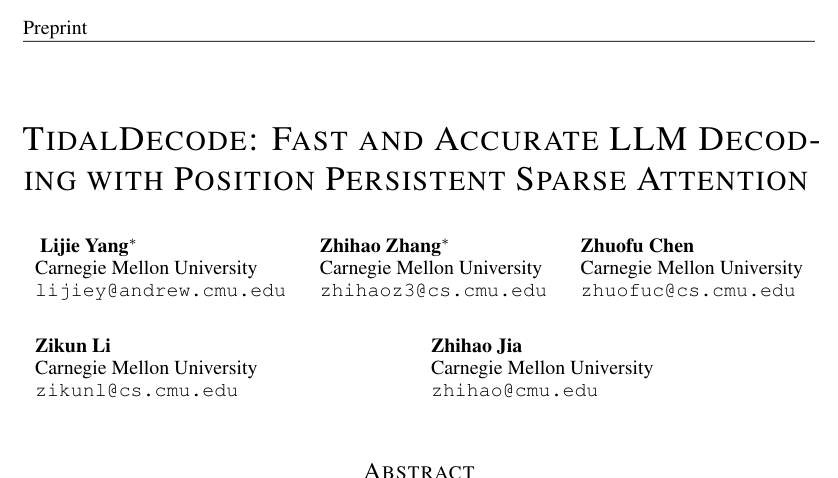 Preprint
TIDALDECODE: FAST AND ACCURATE LLM DECOD-
ING WITH POSITION PERSISTENT SPARSE ATTENTION
Lijie Yang* Zhihao Zhang* Zhuofu Chen
Carnegie Mellon University Carnegie Mellon University Carnegie Mellon University
lijiey@andrew.cmu.edu zhihaoz3@cs.cmu.edu zhuofuc@cs.cmu.edu
Zikun Li Zhihao Jia
Carnegie Mellon University Carnegie Mellon University
zikunl@cs.cmu.edu zhihao@cmu.edu
ABSTRACT